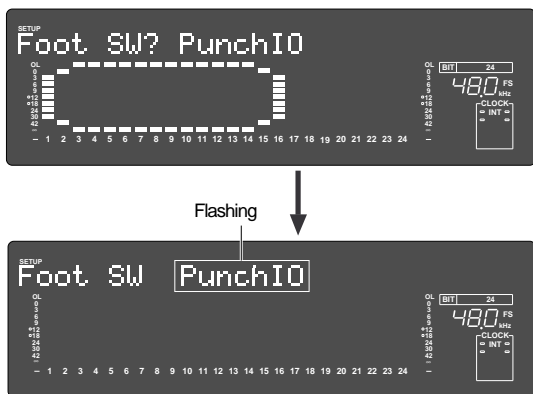 SETUP
Foot SW? PunchIO
OL
0
3
6
9
12
18
24
30
42
–
– 1 2 3 4 5 6 7 8 9 10 11 12 13 14 15 16 17 18 19 20 21 22 23 24
OL
0
3
6
9
12
18
24
30
42
–
–
BIT 24
48.0 FS kHz
CLOCK
INT
Flashing
SETUP
Foot SW PunchIO
OL
0
3
6
9
12
18
24
30
42
–
– 1 2 3 4 5 6 7 8 9 10 11 12 13 14 15 16 17 18 19 20 21 22 23 24
OL
0
3
6
9
12
18
24
30
42
–
–
BIT 24
48.0 FS kHz
CLOCK
INT